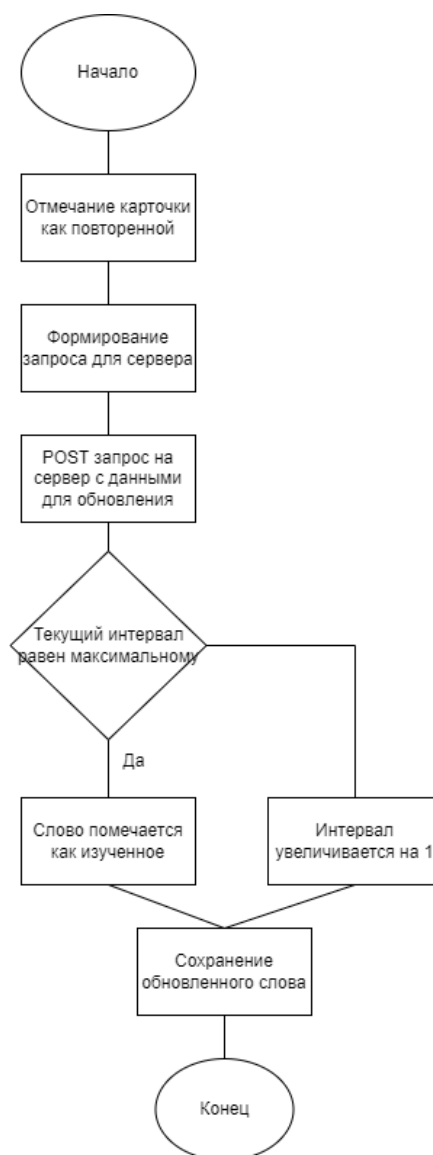 Начало
Отмечание карточки
как повторенной
Формирование
запроса для сервера
POST запрос на
сервер с данными
для обновления
Текущий интервал
равен максимальному
Да
Слово помечается
как изученное
Интервал
увеличивается на 1
Сохранение
обновленного слова
Конец